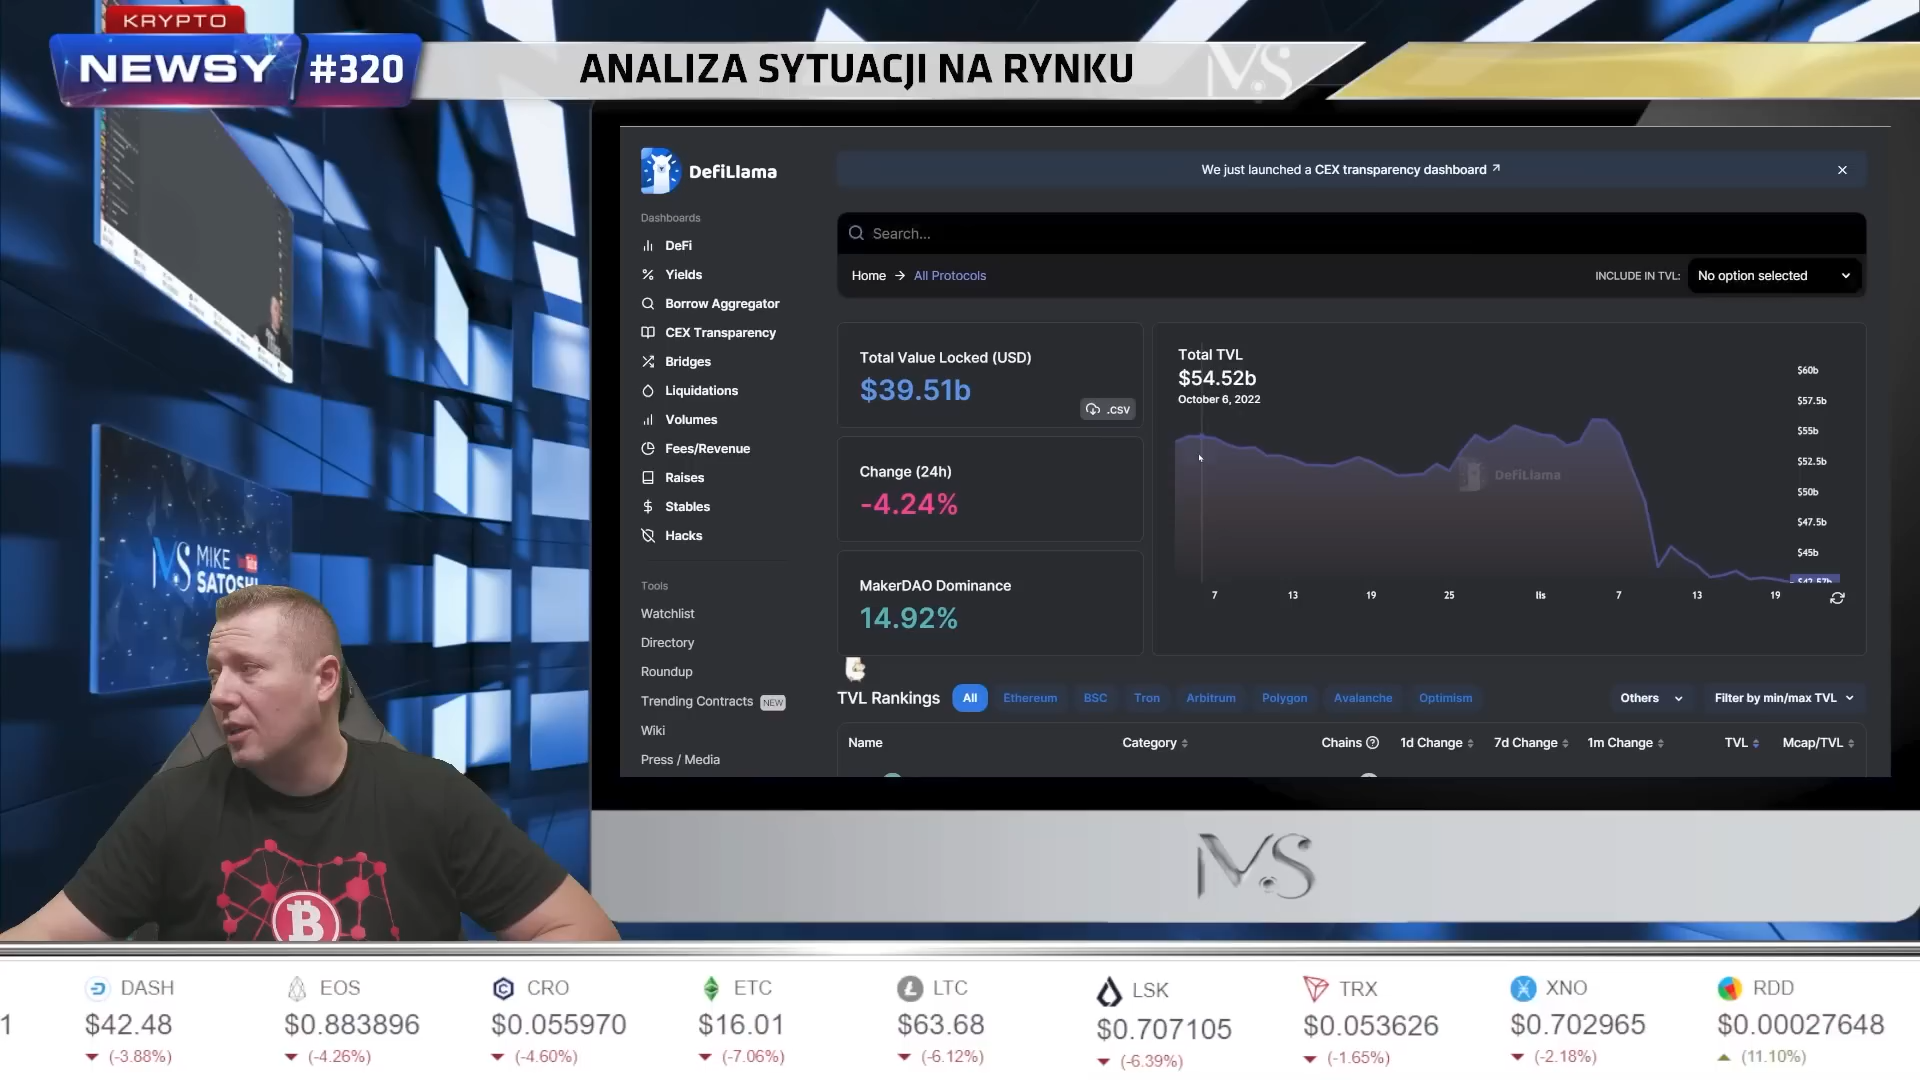 KRYPTO
NEWSY #320
ANALIZA SYTUACJI NA RYNKU
MS
DefiLlama
We just launched a CEX transparency dashboard
Dashboards
DeFi
Yields
Borrow Aggregator
CEX Transparency
Bridges
Liquidations
Volumes
Fees/Revenue
Raises
Stables
Hacks
Tools
Watchlist
Directory
Roundup
Trending Contracts NEW
Wiki
Press / Media
Search...
Home → All Protocols
INCLUDE IN TVL: No option selected
Total Value Locked (USD)
$39.51b
.csv
Change (24h)
-4.24%
MakerDAO Dominance
14.92%
Total TVL
$54.52b
October 6, 2022
DefiLlama
$60b
$57.5b
$55b
$52.5b
$50b
$47.5b
$45b
7 13 19 25 lis 7 13 19
TVL Rankings All Ethereum BSC Tron Arbitrum Polygon Avalanche Optimism Others Filter by min/max TVL
Name Category Chains 1d Change 7d Change 1m Change TVL Mcap/TVL
MS MIKE
SATOSHI
MS
B
DASH EOS CRO ETC LTC LSK TRX XNO RDD
1 $42.48 $0.883896 $0.055970 $16.01 $63.68 $0.707105 $0.053626 $0.702965 $0.00027648
(-3.88%) (-4.26%) (-4.60%) (-7.06%) (-6.12%) (-6.39%) (-1.65%) (-2.18%) (11.10%)